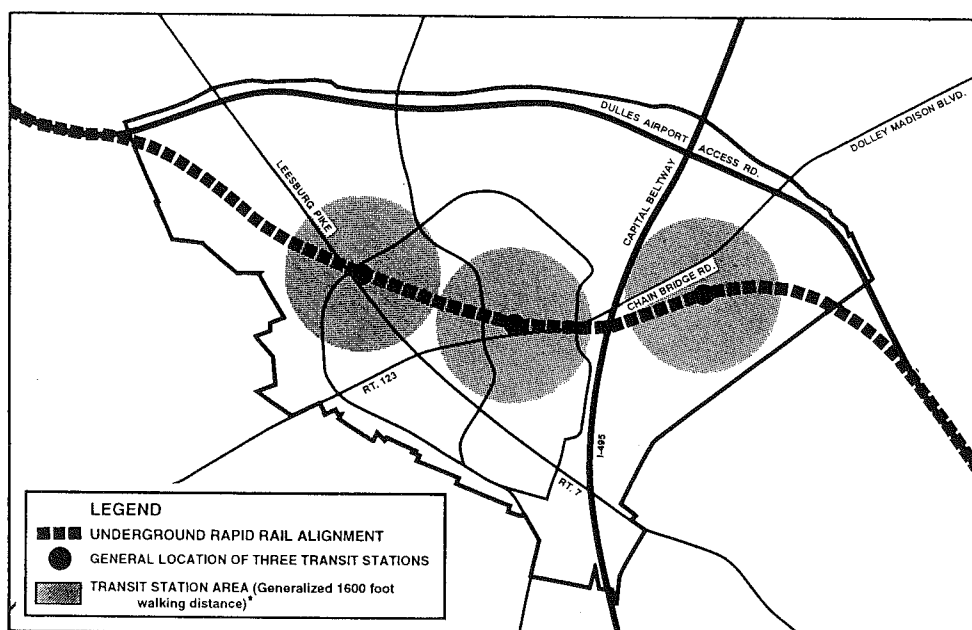 DULLES AIRPORT
ACCESS RD.
DOLLEY MADISON BLVD.
LEESBURG PIKE
CAPITAL BELTWAY
CHAIN BRIDGE RD.
RT. 123
I-495
RT. 7
LEGEND
UNDERGROUND RAPID RAIL ALIGNMENT
GENERAL LOCATION OF THREE TRANSIT STATIONS
TRANSIT STATION AREA (Generalized 1600 foot
walking distance)*